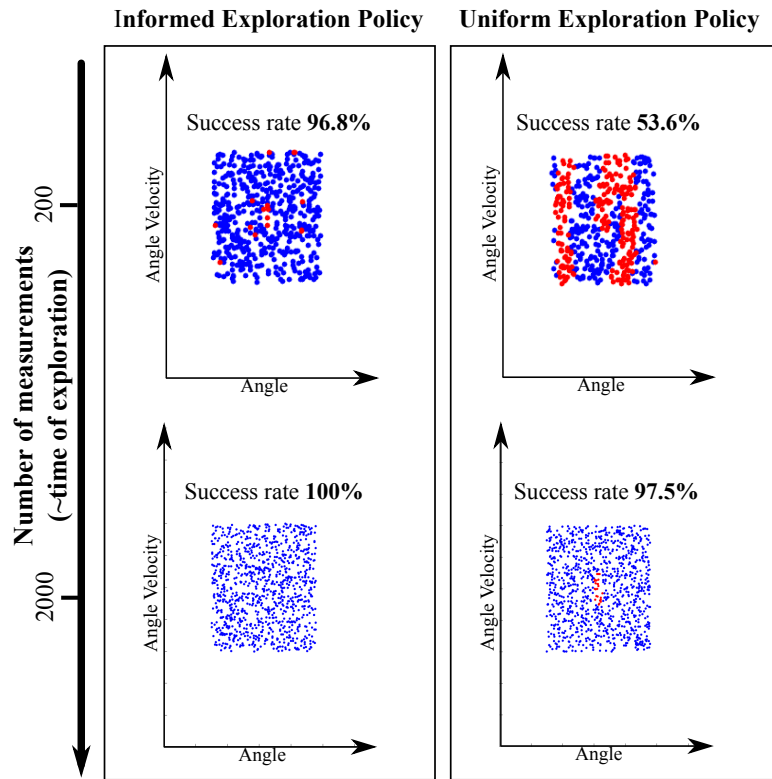 Informed Exploration Policy
Uniform Exploration Policy
Number of measurements
(~time of exploration)
200
2000
Success rate 96.8%
Angle Velocity
Angle
Success rate 53.6%
Angle Velocity
Angle
Success rate 100%
Angle Velocity
Angle
Success rate 97.5%
Angle Velocity
Angle